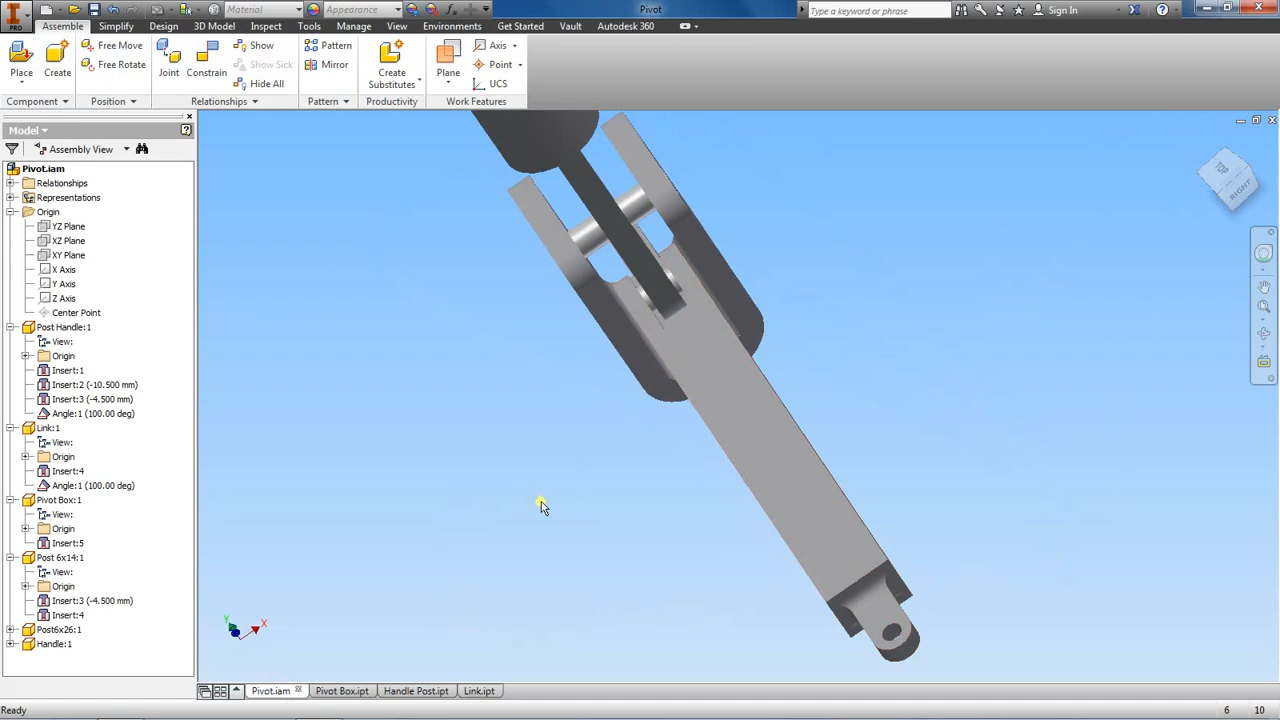 Material
Appearance
fx
Pivot
Type a keyword or phrase
Sign In
PRO
Assemble
Simplify
Design
3D Model
Inspect
Tools
Manage
View
Environments
Get Started
Vault
Autodesk 360
Place
Create
Free Move
Free Rotate
Joint
Constrain
Show
Show Sick
Hide All
Pattern
Mirror
Create
Substitutes
Plane
Axis
Point
UCS
Component
Position
Relationships
Pattern
Productivity
Work Features
Model
Assembly View
Pivot.iam
Relationships
Representations
Origin
YZ Plane
XZ Plane
XY Plane
X Axis
Y Axis
Z Axis
Center Point
Post Handle:1
View:
Origin
Insert:1
Insert:2 (-10.500 mm)
Insert:3 (-4.500 mm)
Angle:1 (100.00 deg)
Link:1
View:
Origin
Insert:4
Angle:1 (100.00 deg)
Pivot Box:1
View:
Origin
Insert:5
Post 6x14:1
View:
Origin
Insert:3 (-4.500 mm)
Insert:4
Post6x26:1
Handle:1
TOP
RIGHT
Y
X
Pivot.iam
Pivot Box.ipt
Handle Post.ipt
Link.ipt
Ready
6
10